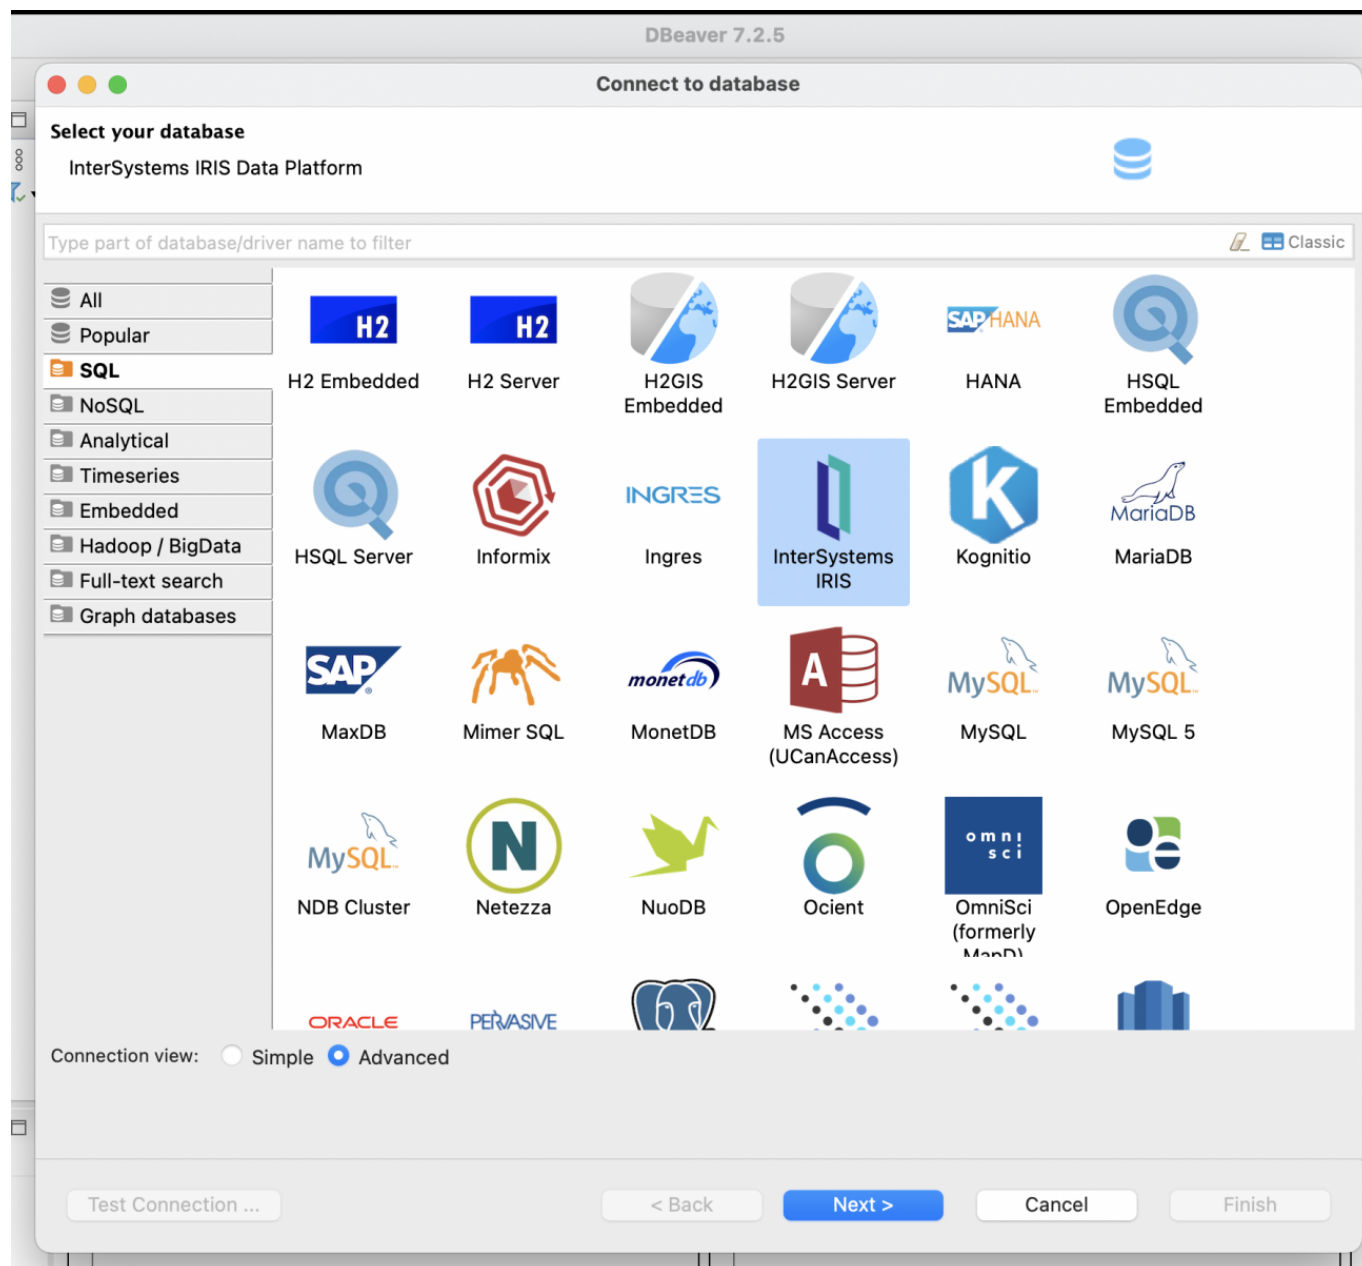 DBeaver 7.2.5
Connect to database
Select your database
InterSystems IRIS Data Platform
Type part of database/driver name to filter
Classic
All
Popular
SQL
NoSQL
Analytical
Timeseries
Embedded
Hadoop / BigData
Full-text search
Graph databases
H2
H2
SAP HANA
H2 Embedded
H2 Server
H2GIS
Embedded
H2GIS Server
HANA
HSQL
Embedded
INGRES
K
MariaDB
HSQL Server
Informix
Ingres
InterSystems
IRIS
Kognitio
MariaDB
SAP
monetdb
A
MySQL
MySQL
MaxDB
Mimer SQL
MonetDB
MS Access
(UCanAccess)
MySQL
MySQL 5
MySQL
N
omni
sci
NDB Cluster
Netezza
NuoDB
Ocient
OmniSci
(formerly
MapD)
OpenEdge
ORACLE
PERVASIVE
Connection view:
Simple
Advanced
Test Connection ...
< Back
Next >
Cancel
Finish